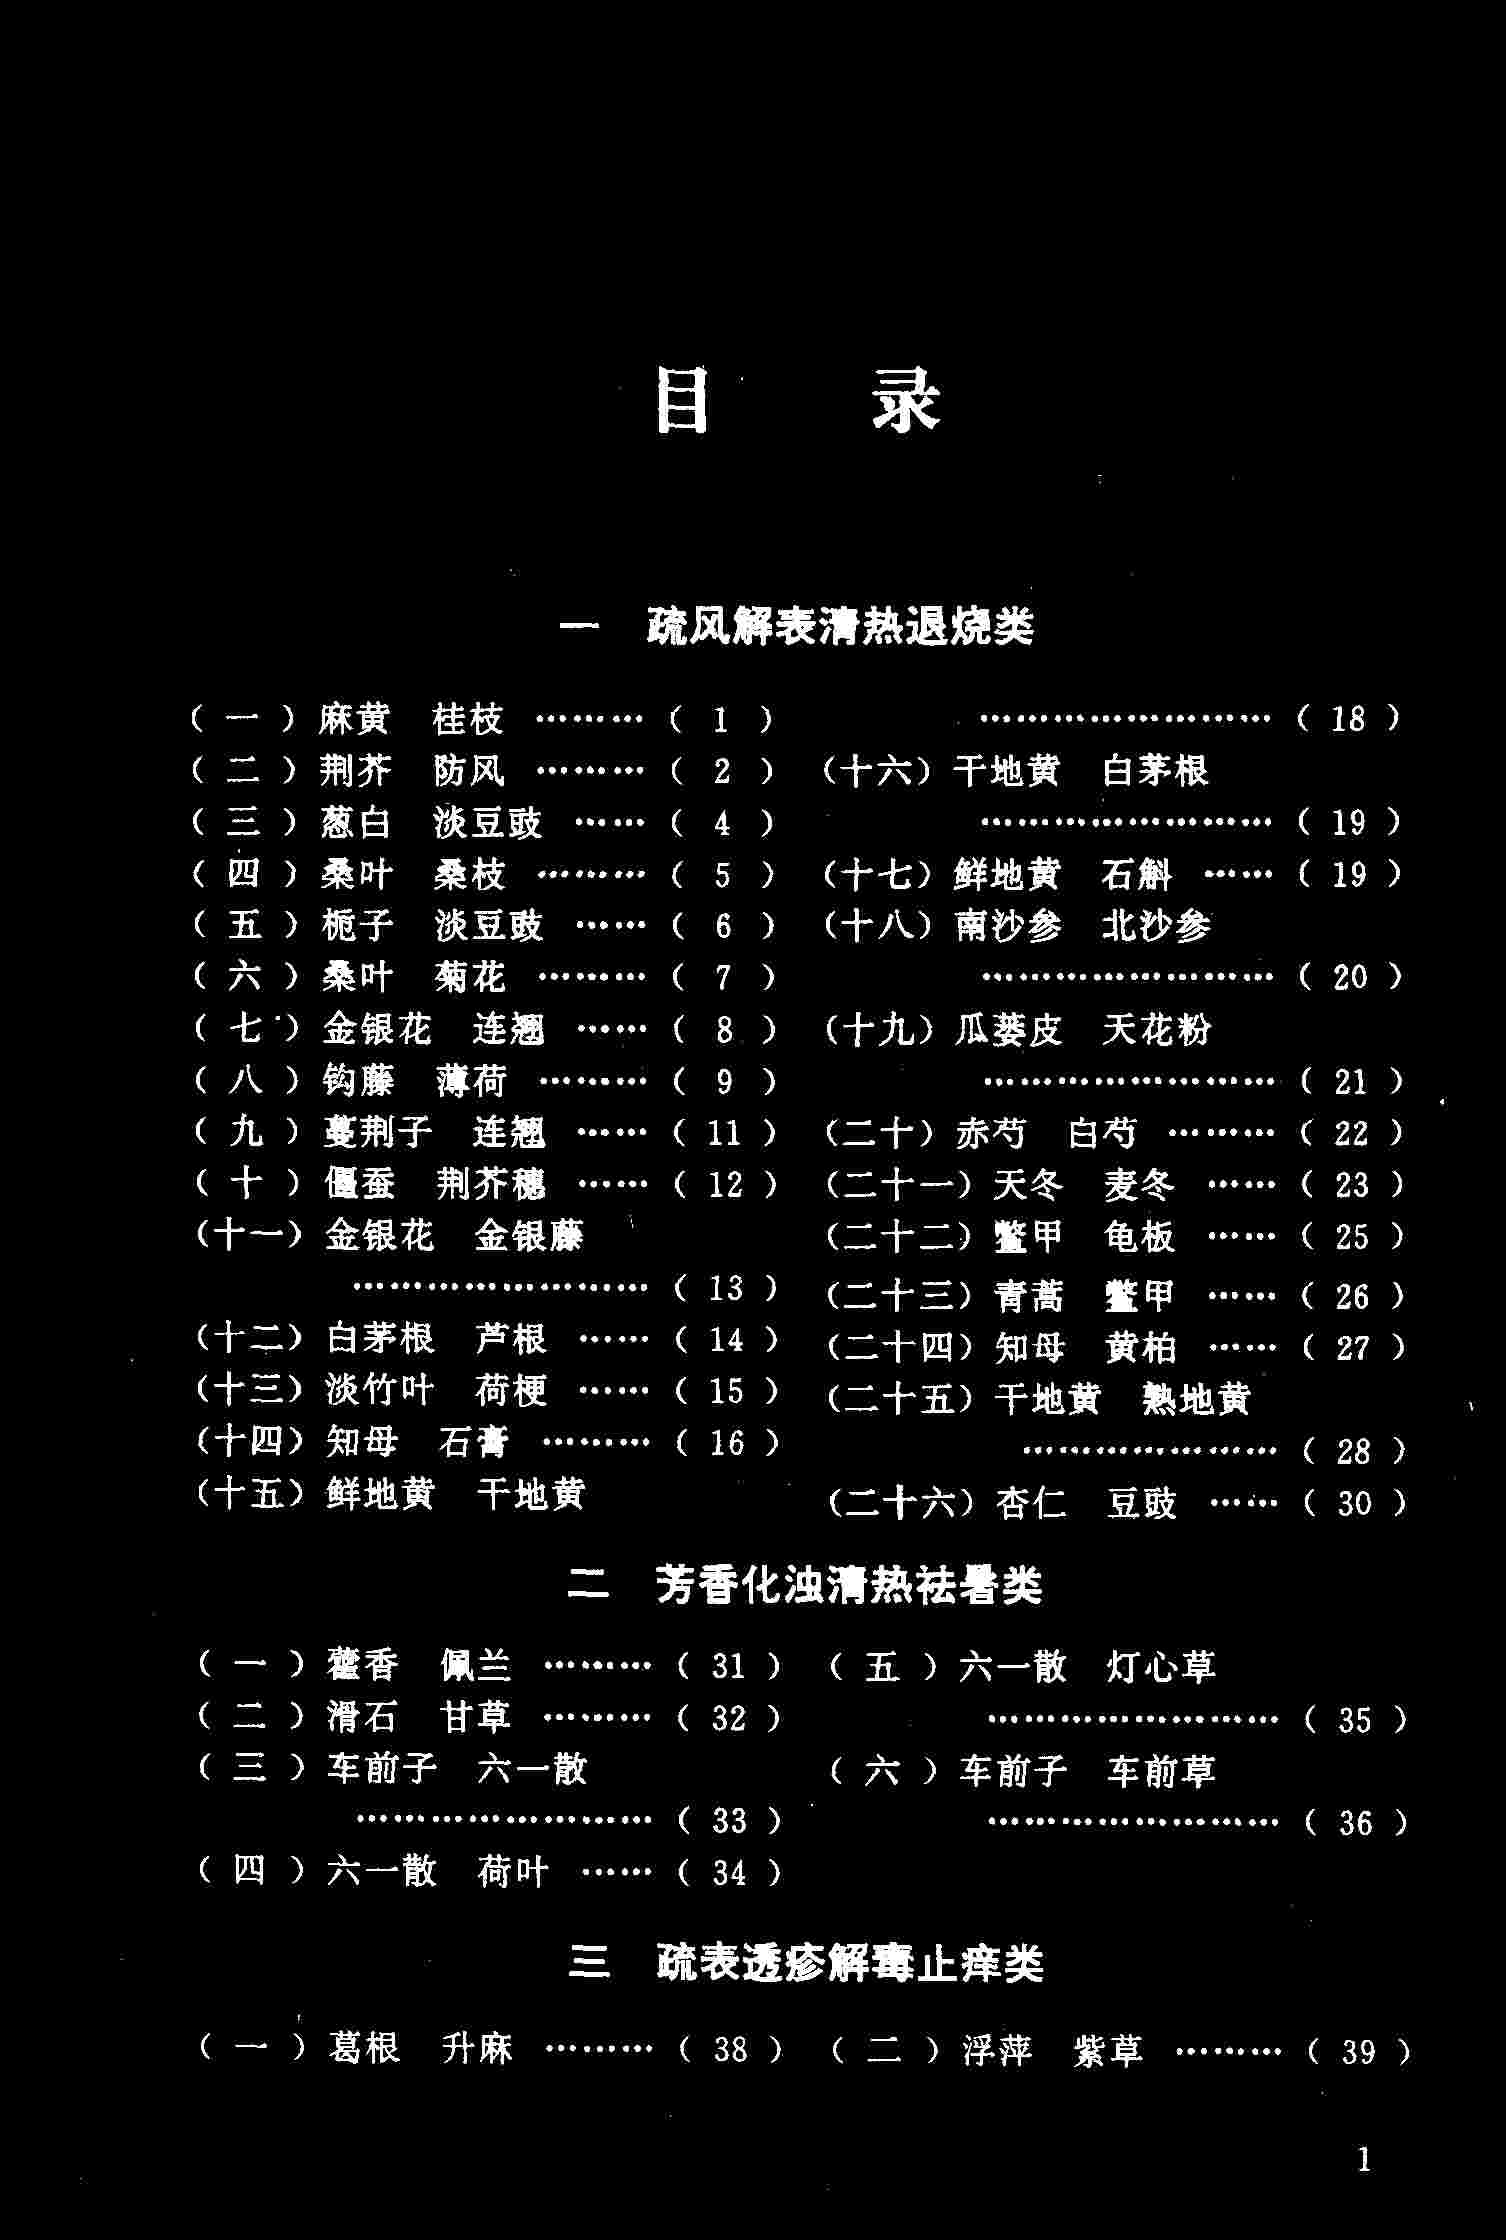 目 录
一 疏风解表清热退烧类
（一）麻黄 桂枝 ………（1）
（二）荆芥 防风 ………（2）
（三）葱白 淡豆豉 ……（4）
（四）桑叶 桑枝 ………（5）
（五）栀子 淡豆豉 ……（6）
（六）桑叶 菊花 ………（7）
（七）金银花 连翘 ……（8）
（八）钩藤 薄荷 ………（9）
（九）蔓荆子 连翘 ……（11）
（十）僵蚕 荆芥穗 ……（12）
（十一）金银花 金银藤
………………………（13）
（十二）白茅根 芦根 ……（14）
（十三）淡竹叶 荷梗 ……（15）
（十四）知母 石膏 ………（16）
（十五）鲜地黄 干地黄
………………………（18）
（十六）干地黄 白茅根
………………………（19）
（十七）鲜地黄 石斛 ……（19）
（十八）南沙参 北沙参
………………………（20）
（十九）瓜蒌皮 天花粉
………………………（21）
（二十）赤芍 白芍 ………（22）
（二十一）天冬 麦冬 ……（23）
（二十二）鳖甲 龟板 ……（25）
（二十三）青蒿 鳖甲 ……（26）
（二十四）知母 黄柏 ……（27）
（二十五）干地黄 熟地黄
……………………（28）
（二十六）杏仁 豆豉 ……（30）
二 芳香化浊清热祛暑类
（一）藿香 佩兰 ………（31）
（二）滑石 甘草 ………（32）
（三）车前子 六一散
………………………（33）
（四）六一散 荷叶 ……（34）
（五）六一散 灯心草
………………………（35）
（六）车前子 车前草
………………………（36）
三 疏表透疹解毒止痒类
（一）葛根 升麻 ………（38）
（二）浮萍 紫草 ………（39）
1